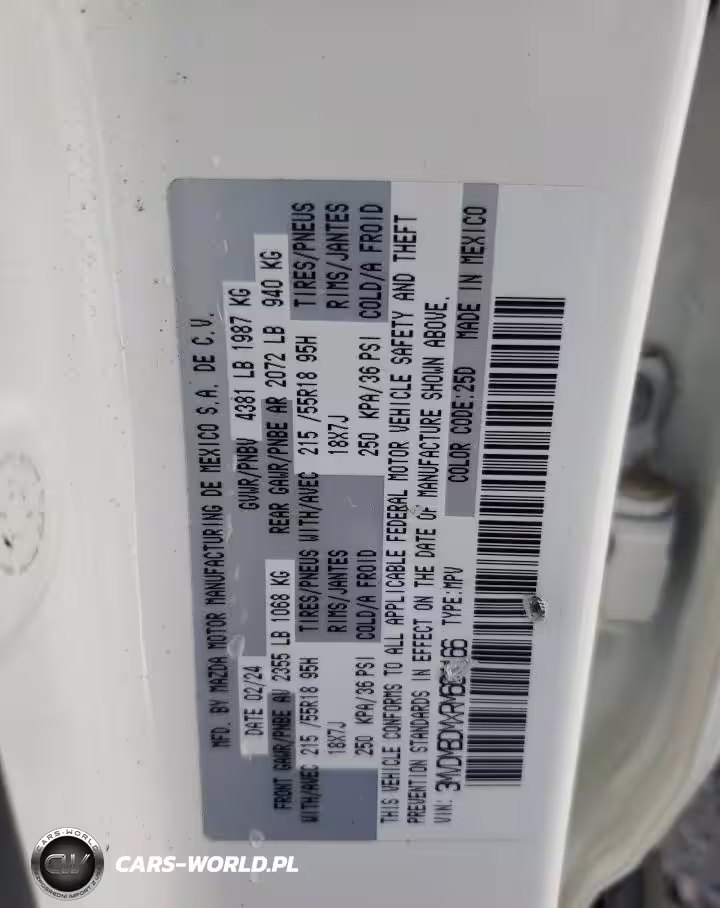 MFD. BY MAZDA MOTOR MANUFACTURING DE MEXICO S.A. DE C.V.
DATE 02/24 GVWR/PNBV 4381 LB 1987 KG
FRONT GAWR/PNBE AV 2355 LB 1068 KG REAR GAWR/PNBE AR 2072 LB 940 KG
WITH/AVEC 215 /55R18 95H TIRES/PNEUS WITH/AVEC 215 /55R18 95H TIRES/PNEUS
18X7J RIMS/JANTES 18X7J RIMS/JANTES
250 KPA/36 PSI COLD/A FROID 250 KPA/36 PSI COLD/A FROID
THIS VEHICLE CONFORMS TO ALL APPLICABLE FEDERAL MOTOR VEHICLE SAFETY AND THEFT
PREVENTION STANDARDS IN EFFECT ON THE DATE OF MANUFACTURE SHOWN ABOVE.
VIN: TYPE:MPV COLOR CODE:25D MADE IN MEXICO
CARS-WORLD
CW
CARS-WORLD.PL